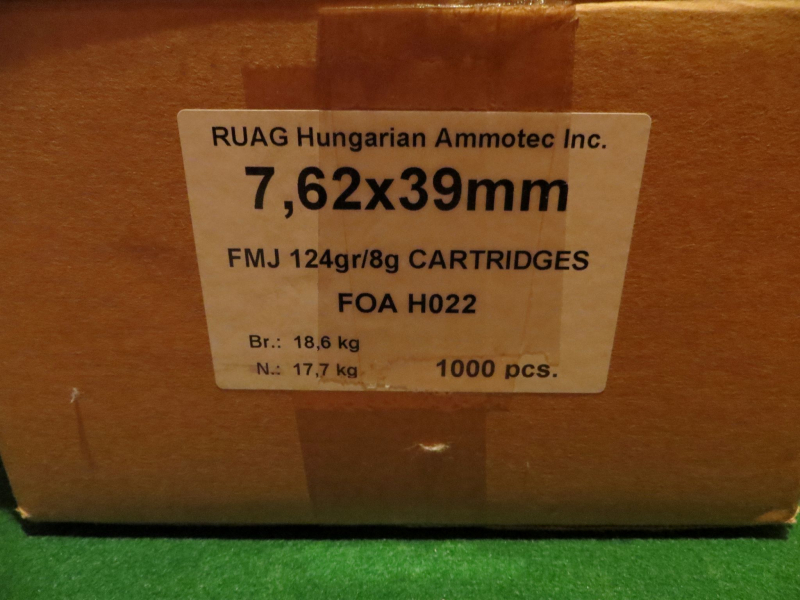 RUAG Hungarian Ammotec Inc.
7,62x39mm
FMJ 124gr/8g CARTRIDGES
FOA H022
Br.: 18,6 kg
N.: 17,7 kg 1000 pcs.